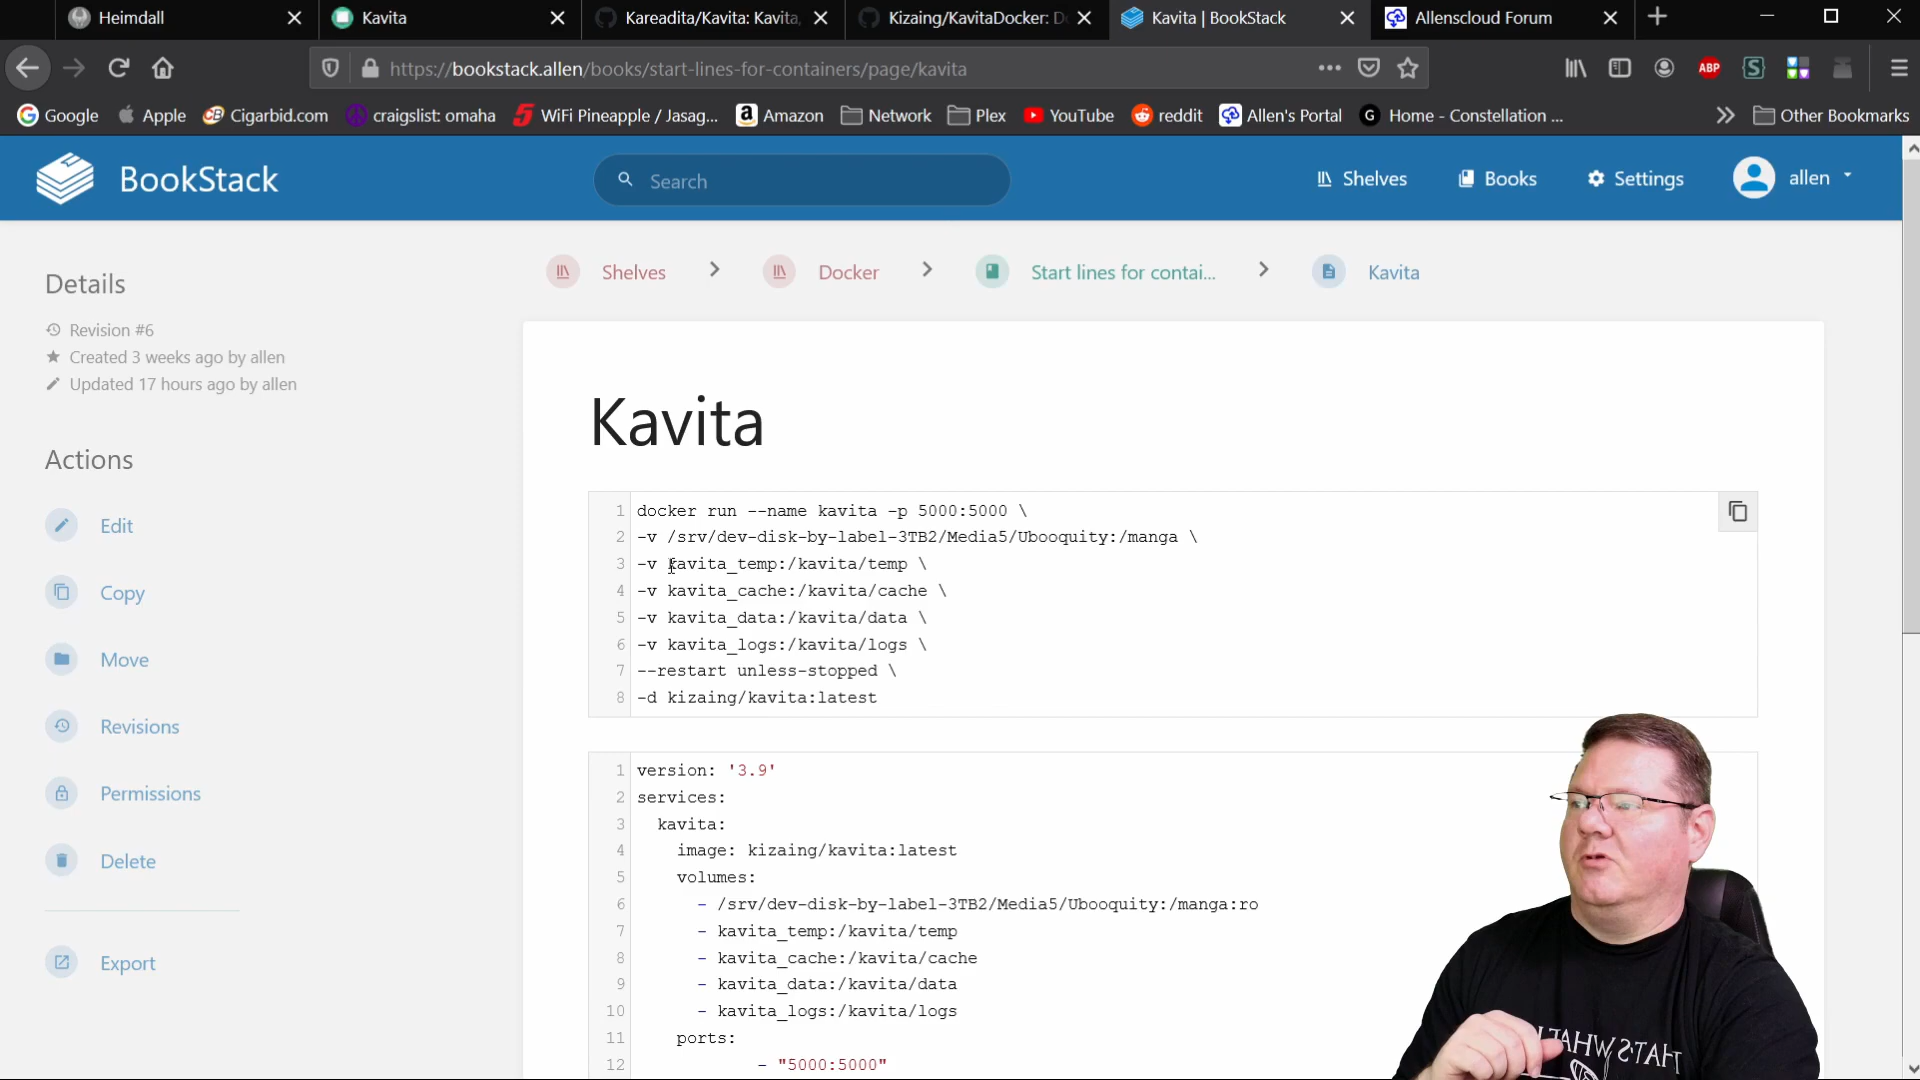 Heimdall
Kavita
Kareadita/Kavita: Kavita,
Kizaing/KavitaDocker: D
Kavita | BookStack
Allenscloud Forum
https://bookstack.allen/books/start-lines-for-containers/page/kavita
ABP
Google
Apple
Cigarbid.com
craigslist: omaha
WiFi Pineapple / Jasag...
Amazon
Network
Plex
YouTube
reddit
Allen's Portal
Home - Constellation ...
Other Bookmarks
BookStack
Search
Shelves
Books
Settings
allen
Details
Revision #6
Created 3 weeks ago by allen
Updated 17 hours ago by allen
Actions
Edit
Copy
Move
Revisions
Permissions
Delete
Export
Shelves > Docker > Start lines for contai... > Kavita
Kavita
1 docker run --name kavita -p 5000:5000 \
2 -v /srv/dev-disk-by-label-3TB2/Media5/Ubooquity:/manga \
3 -v kavita_temp:/kavita/temp \
4 -v kavita_cache:/kavita/cache \
5 -v kavita_data:/kavita/data \
6 -v kavita_logs:/kavita/logs \
7 --restart unless-stopped \
8 -d kizaing/kavita:latest
1 version: '3.9'
2 services:
3 kavita:
4 image: kizaing/kavita:latest
5 volumes:
6 - /srv/dev-disk-by-label-3TB2/Media5/Ubooquity:/manga:ro
7 - kavita_temp:/kavita/temp
8 - kavita_cache:/kavita/cache
9 - kavita_data:/kavita/data
10 - kavita_logs:/kavita/logs
11 ports:
12 - "5000:5000"